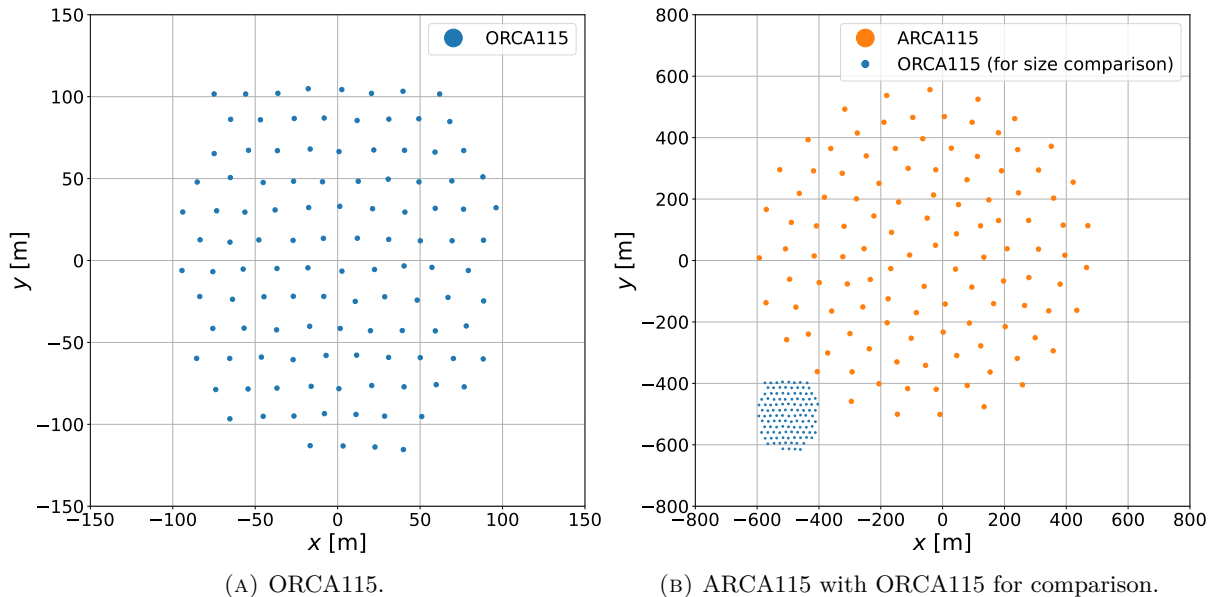 ORCA115
150
100
50
0
−50
−100
−150
y [m]
−150 −100 −50 0 50 100 150
x [m]
(A) ORCA115.
ARCA115
ORCA115 (for size comparison)
800
600
400
200
0
−200
−400
−600
−800
y [m]
−800 −600 −400 −200 0 200 400 600 800
x [m]
(B) ARCA115 with ORCA115 for comparison.